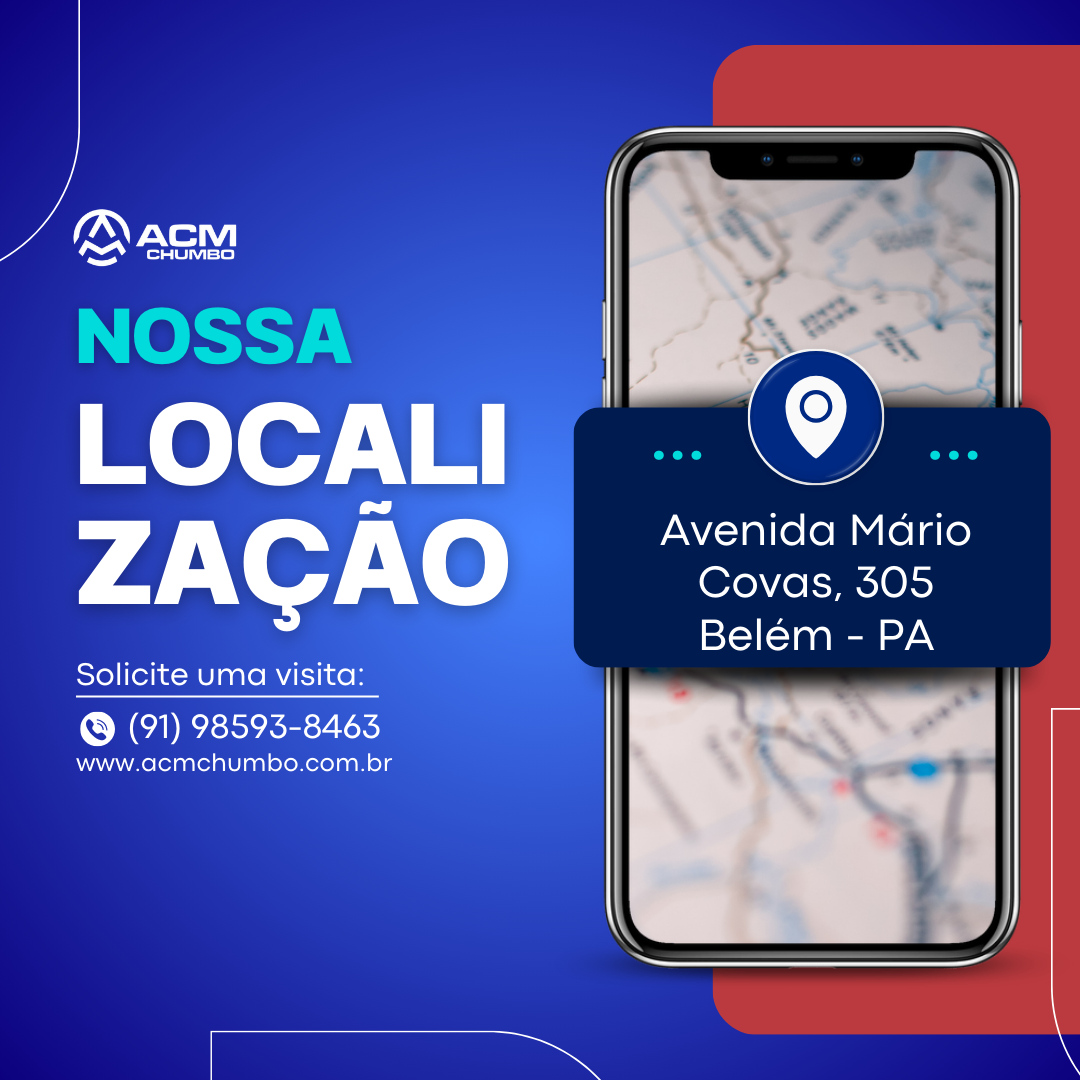 ACM
CHUMBO
NOSSA
LOCALI
ZAÇÃO
Solicite uma visita:
(91) 98593-8463
www.acmchumbo.com.br
Avenida Mário
Covas, 305
Belém - PA